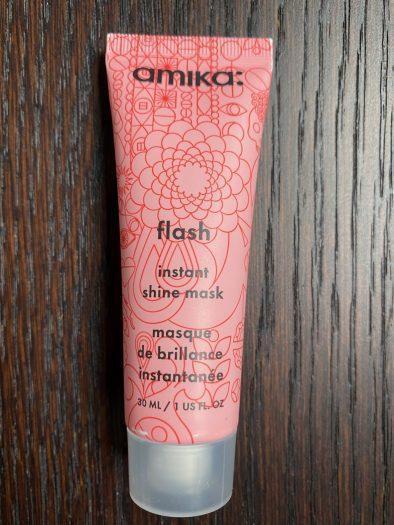 amika:
flash
instant
shine mask
masque
de brillance
instantanée
30 ML / 1 US FL. OZ